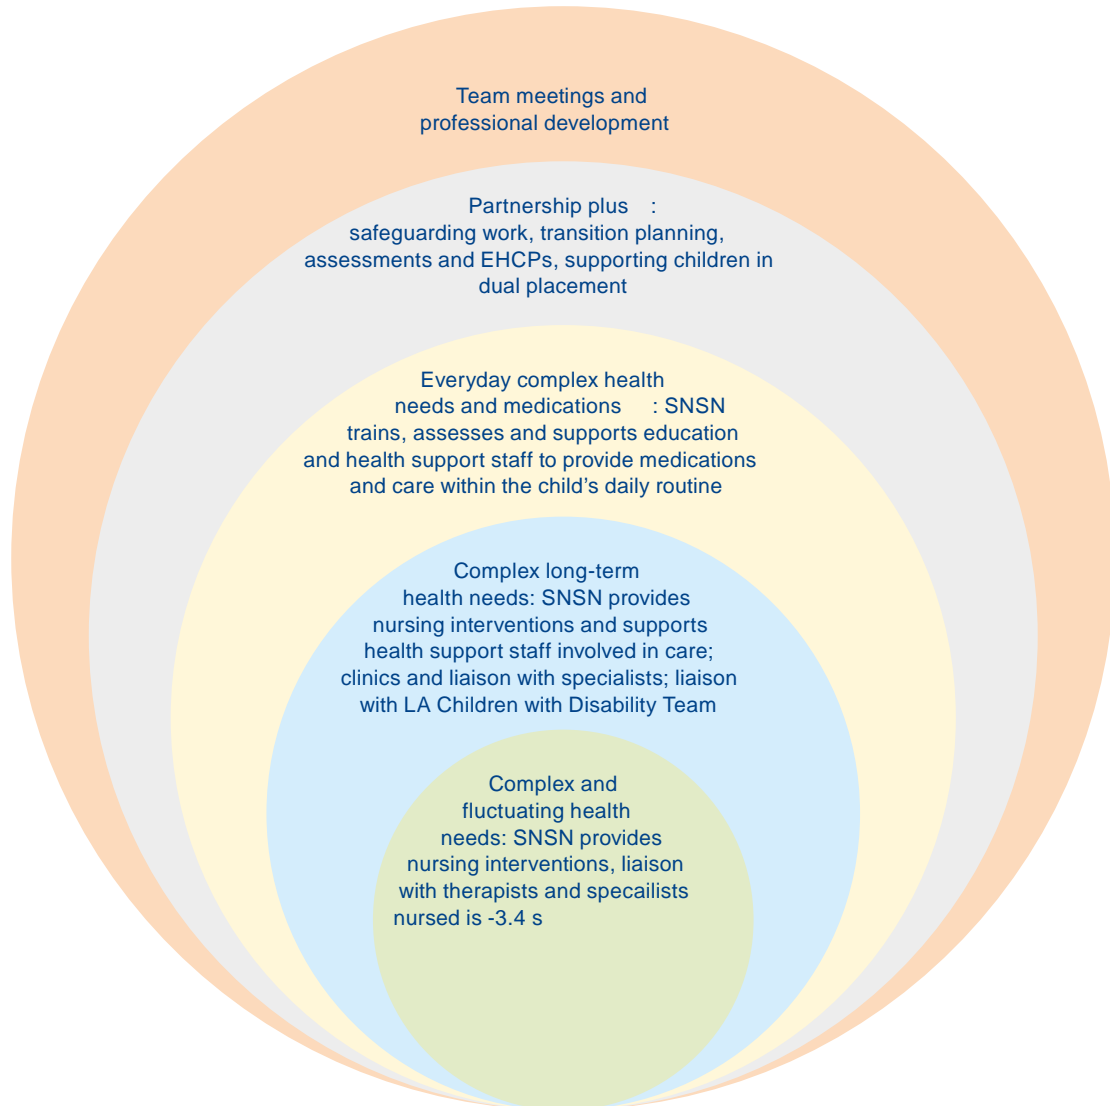 Team meetings and
professional development
Partnership plus :
safeguarding work, transition planning,
assessments and EHCPs, supporting children in
dual placement
Everyday complex health
needs and medications : SNSN
trains, assesses and supports education
and health support staff to provide medications
and care within the child's daily routine
Complex long-term
health needs: SNSN provides
nursing interventions and supports
health support staff involved in care;
clinics and liaison with specialists; liaison
with LA Children with Disability Team
Complex and
fluctuating health
needs: SNSN provides
nursing interventions, liaison
with therapists and specailists
nursed is -3.4 s